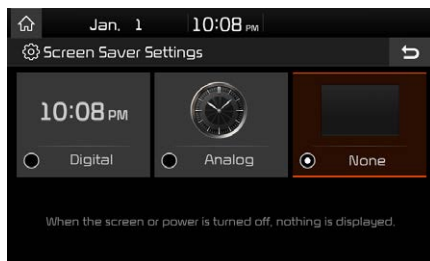 Jan. 1 10:08 PM
Screen Saver Settings
10:08 PM
Digital Analog None
When the screen or power is turned off, nothing is displayed.